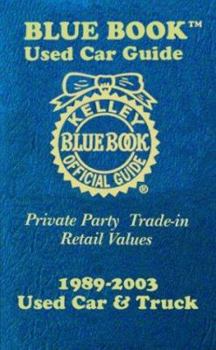 BLUE BOOK™
Used Car Guide
KELLEY
BLUE BOOK
OFFICIAL GUIDE
®
Private Party Trade-in
Retail Values
1989-2003
Used Car & Truck